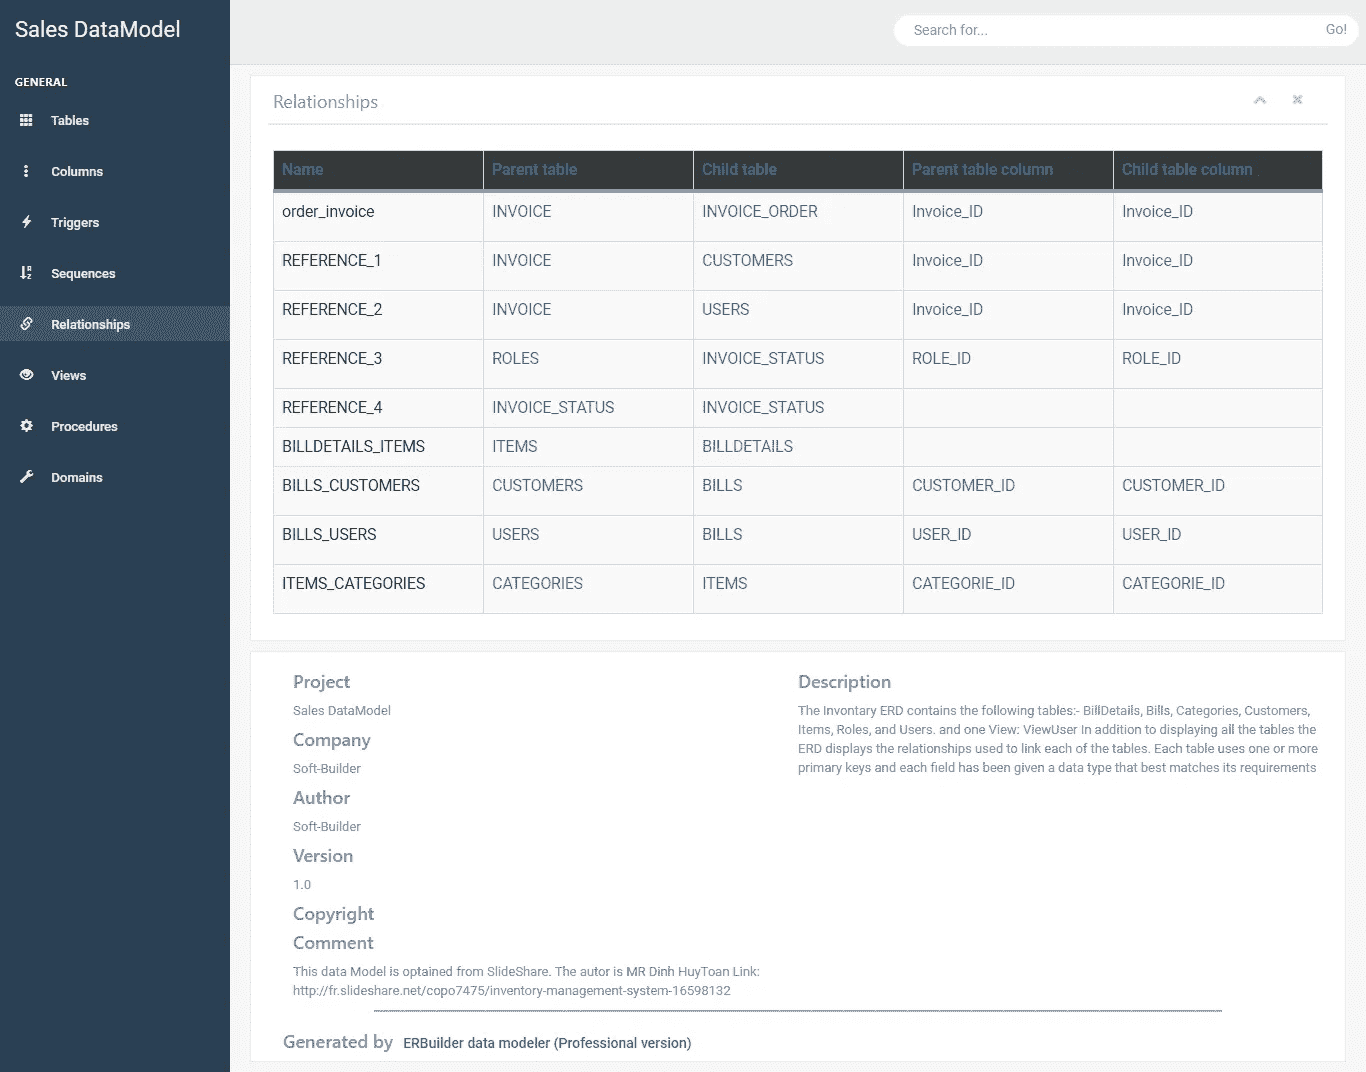 Sales DataModel
Search for...
Go!
GENERAL
Tables
Columns
Triggers
Sequences
Relationships
Views
Procedures
Domains
Relationships
Name Parent table Child table Parent table column Child table column
order_invoice INVOICE INVOICE_ORDER Invoice_ID Invoice_ID
REFERENCE_1 INVOICE CUSTOMERS Invoice_ID Invoice_ID
REFERENCE_2 INVOICE USERS Invoice_ID Invoice_ID
REFERENCE_3 ROLES INVOICE_STATUS ROLE_ID ROLE_ID
REFERENCE_4 INVOICE_STATUS INVOICE_STATUS
BILLDETAILS_ITEMS ITEMS BILLDETAILS
BILLS_CUSTOMERS CUSTOMERS BILLS CUSTOMER_ID CUSTOMER_ID
BILLS_USERS USERS BILLS USER_ID USER_ID
ITEMS_CATEGORIES CATEGORIES ITEMS CATEGORIE_ID CATEGORIE_ID
Project
Sales DataModel
Company
Soft-Builder
Author
Soft-Builder
Version
1.0
Copyright
Comment
This data Model is optained from SlideShare. The autor is MR Dinh HuyToan Link:
http://fr.slideshare.net/copo7475/inventory-management-system-16598132
Description
The Invontary ERD contains the following tables:- BillDetails, Bills, Categories, Customers,
Items, Roles, and Users. and one View: ViewUser In addition to displaying all the tables the
ERD displays the relationships used to link each of the tables. Each table uses one or more
primary keys and each field has been given a data type that best matches its requirements
Generated by ERBuilder data modeler (Professional version)